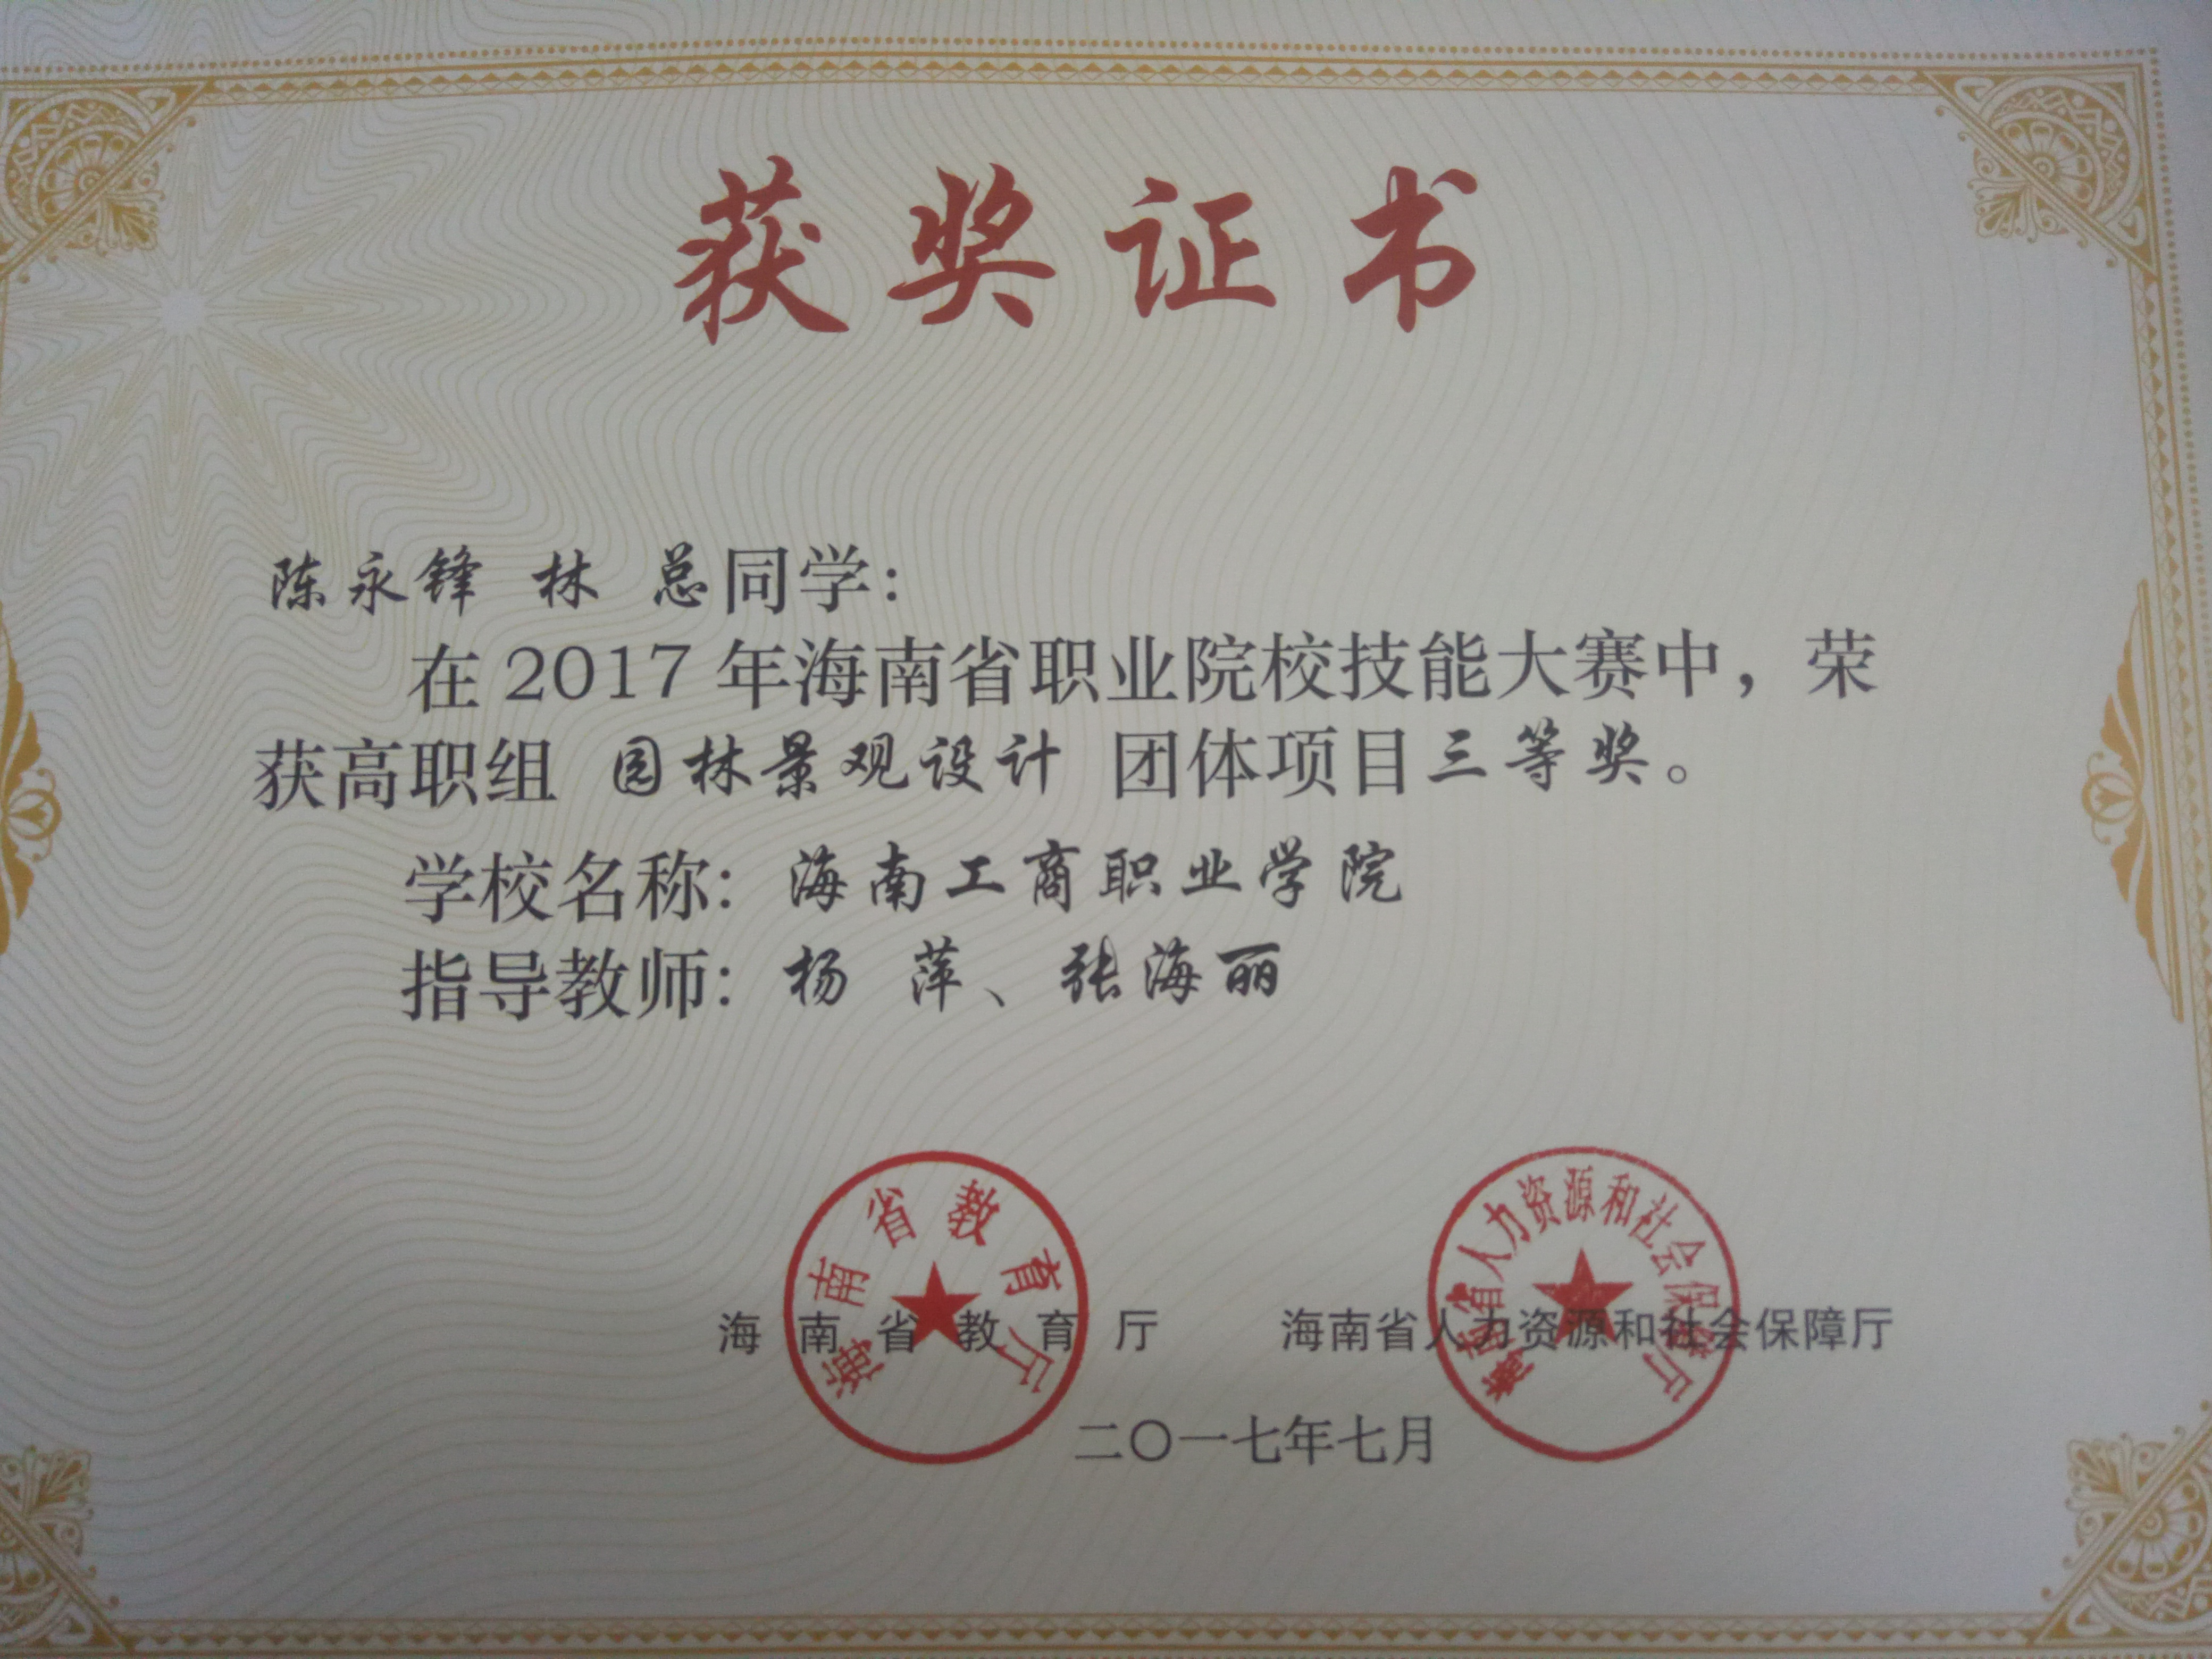 获奖证书
陈永锋 林 总同学：
在2017年海南省职业院校技能大赛中，荣
获高职组 园林景观设计 团体项目三等奖。
学校名称：海南工商职业学院
指导教师：杨 萍、张海丽
海南省教育厅
海南省人力资源和社会保障厅
海南省教育厅 海南省人力资源和社会保障厅
二〇一七年七月